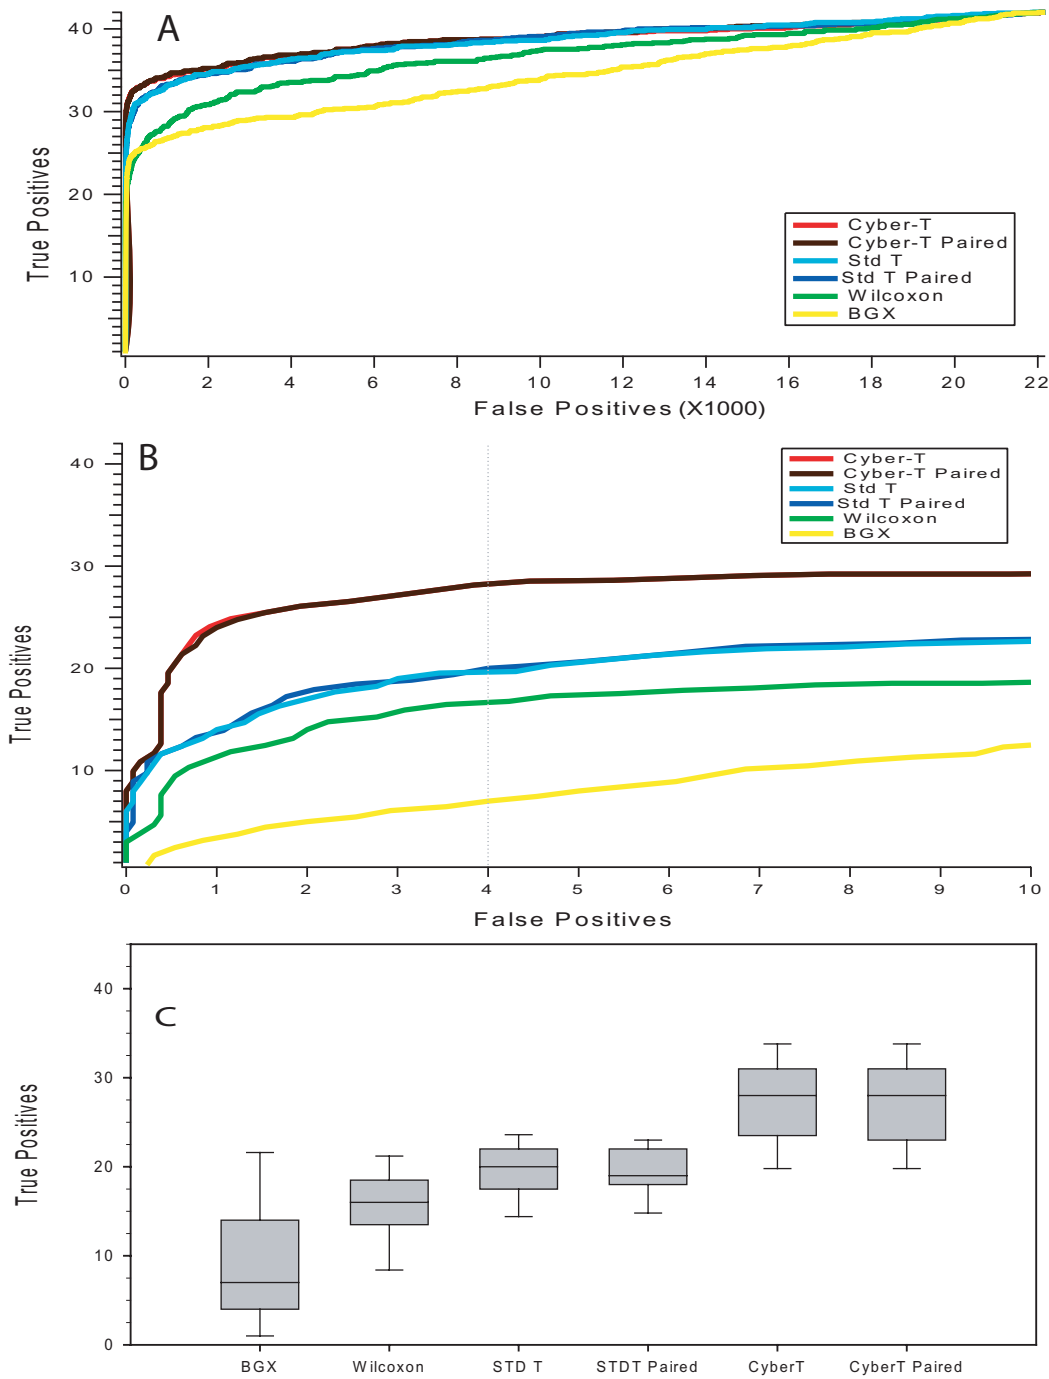 A
40
30
20
10
True Positives
Cyber-T
Cyber-T Paired
Std T
Std T Paired
Wilcoxon
BGX
0 2 4 6 8 10 12 14 16 18 20 22
False Positives (X1000)
B
40
30
20
10
True Positives
Cyber-T
Cyber-T Paired
Std T
Std T Paired
Wilcoxon
BGX
0 1 2 3 4 5 6 7 8 9 10
False Positives
C
40
30
20
10
0
True Positives
BGX Wilcoxon STD T STDT Paired CyberT CyberT Paired